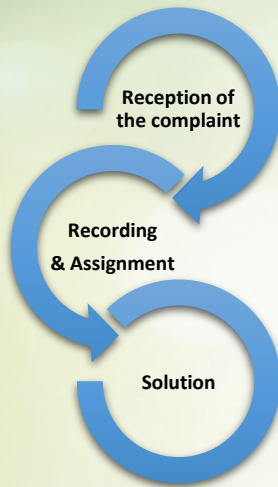 Reception of
the complaint
Recording
& Assignment
Solution